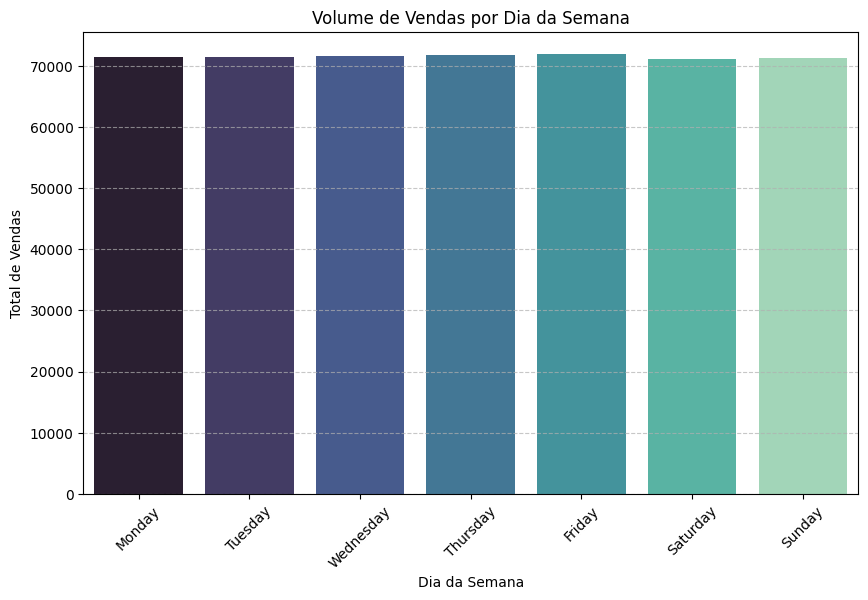 Volume de Vendas por Dia da Semana
Total de Vendas
70000
60000
50000
40000
30000
20000
10000
0
Monday
Tuesday
Wednesday
Thursday
Friday
Saturday
Sunday
Dia da Semana